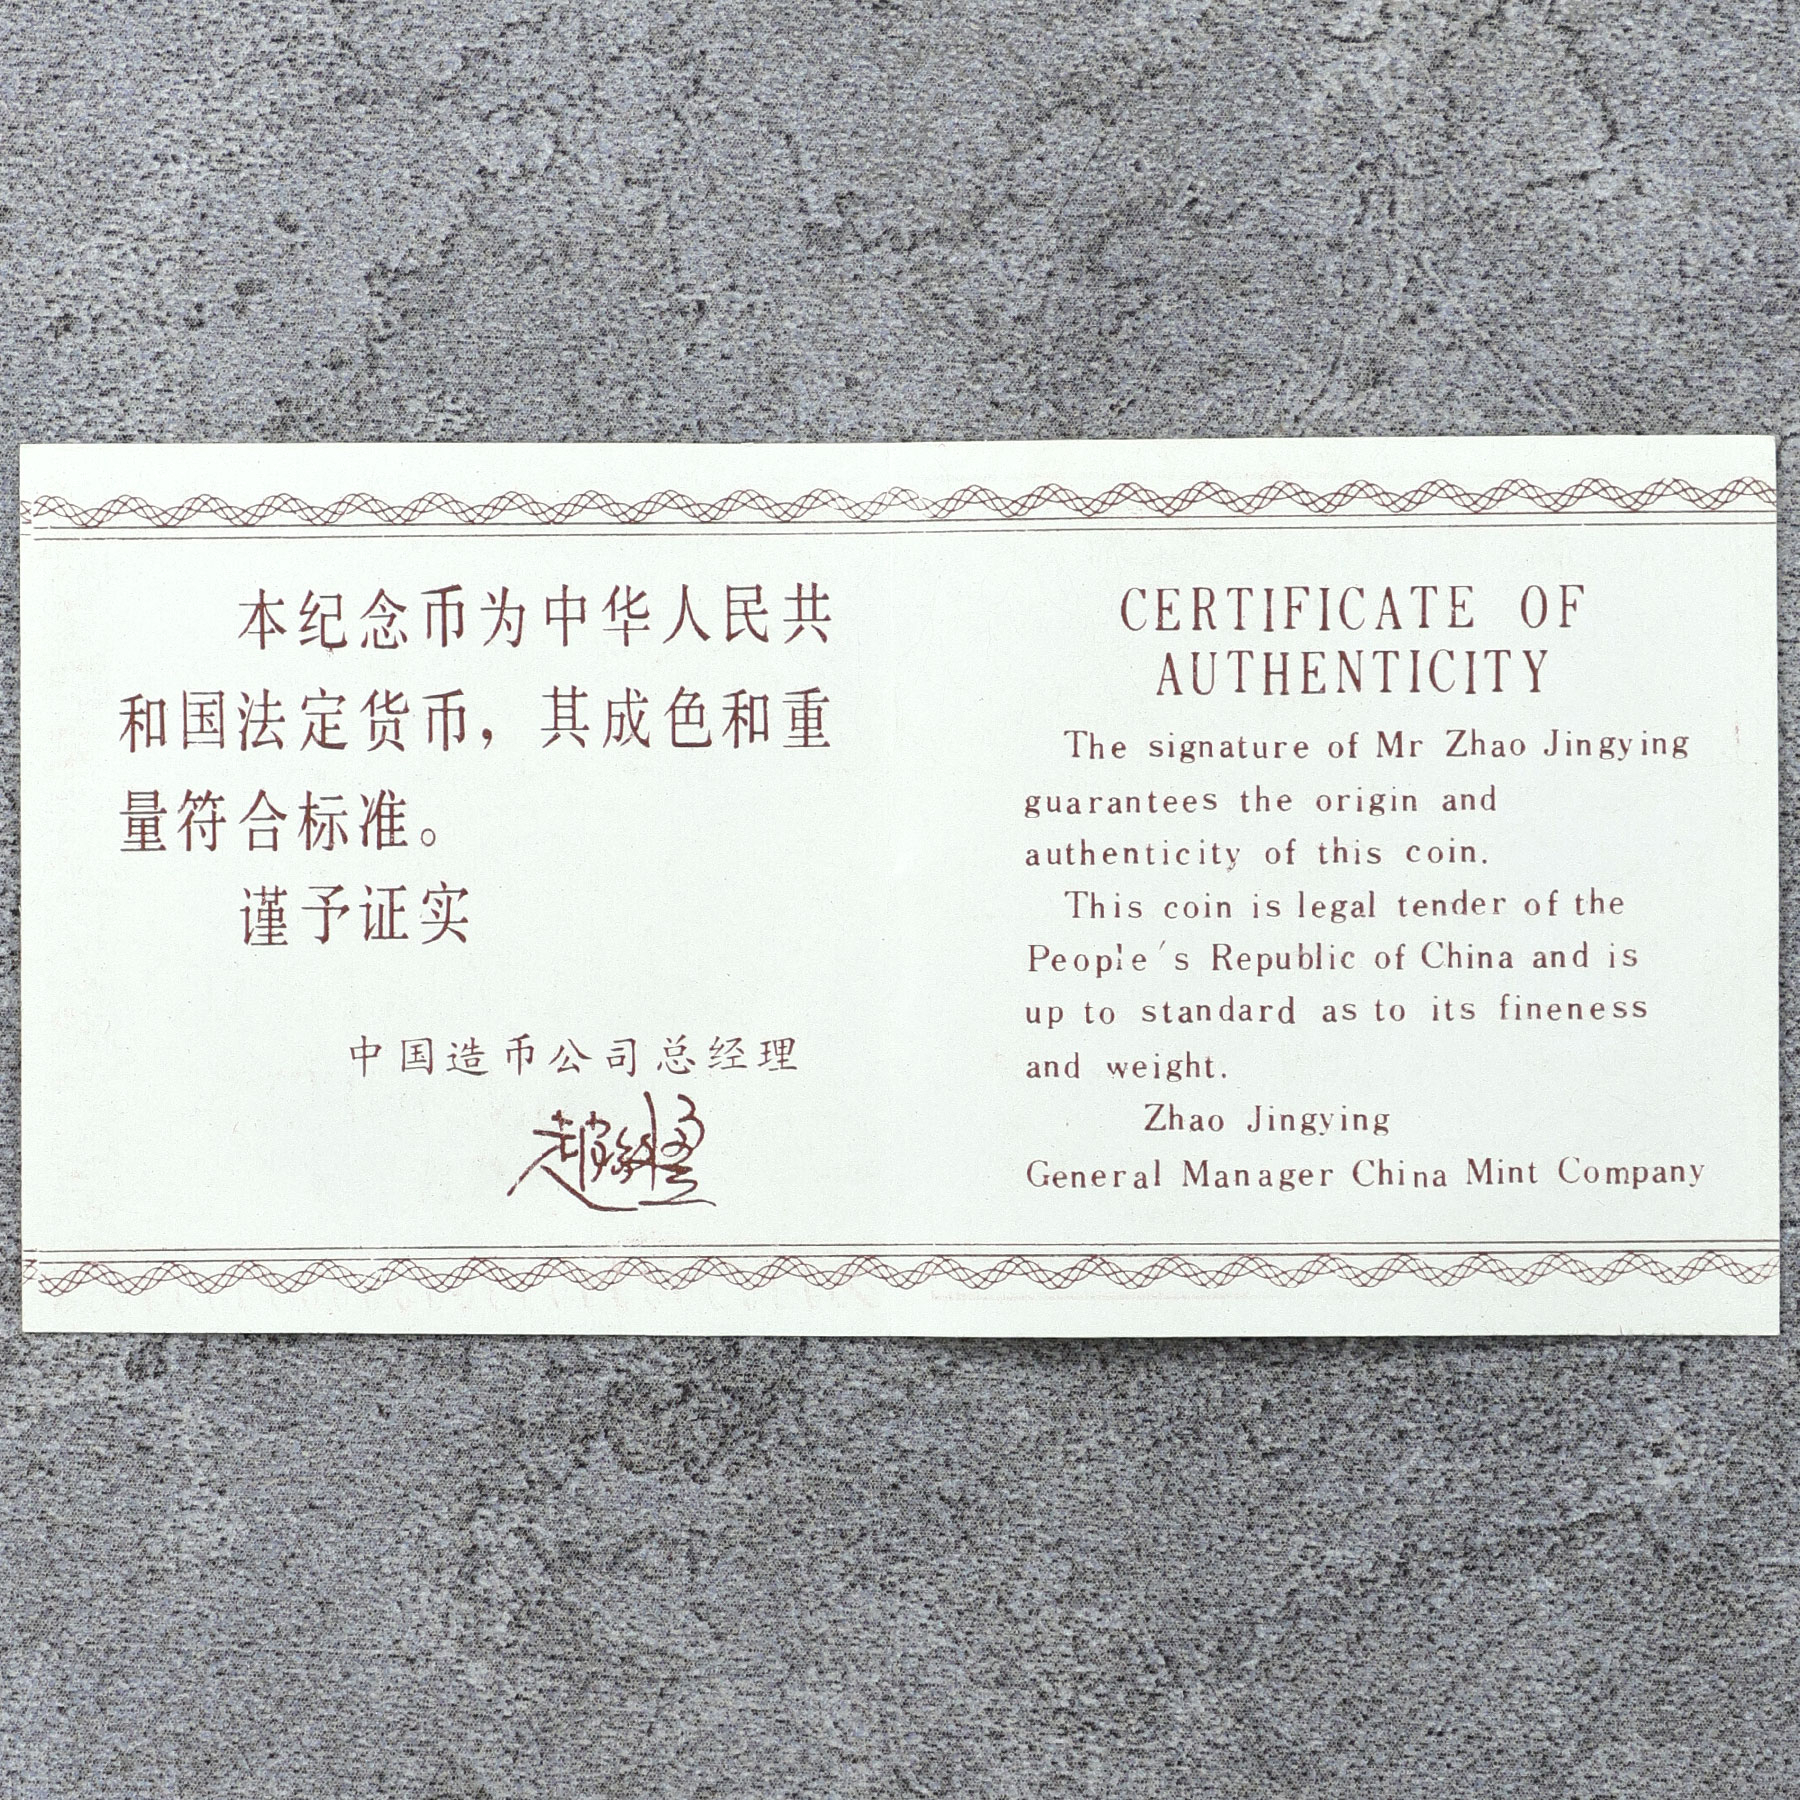 本纪念币为中华人民共
和国法定货币，其成色和重
量符合标准。
谨予证实
中国造币公司总经理
CERTIFICATE OF
AUTHENTICITY
The signature of Mr Zhao Jingying
guarantees the origin and
authenticity of this coin.
This coin is legal tender of the
People's Republic of China and is
up to standard as to its fineness
and weight.
Zhao Jingying
General Manager China Mint Company